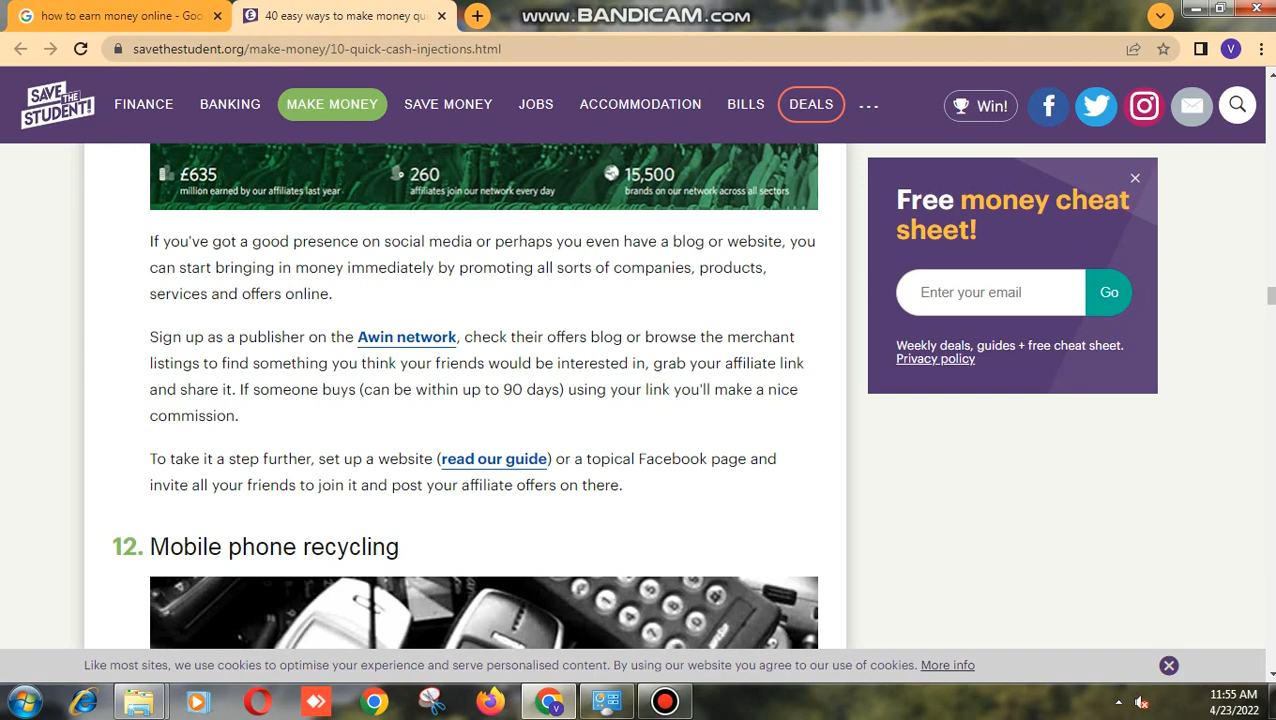 how to earn money online - Goo
40 easy ways to make money qu
www.BANDICAM.com
savethestudent.org/make-money/10-quick-cash-injections.html
V
SAVE THE STUDENT!
FINANCE
BANKING
MAKE MONEY
SAVE MONEY
JOBS
ACCOMMODATION
BILLS
DEALS
...
Win!
£635
million earned by our affiliates last year
260
affiliates join our network every day
15,500
brands on our network across all sectors
If you've got a good presence on social media or perhaps you even have a blog or website, you
can start bringing in money immediately by promoting all sorts of companies, products,
services and offers online.
Sign up as a publisher on the Awin network, check their offers blog or browse the merchant
listings to find something you think your friends would be interested in, grab your affiliate link
and share it. If someone buys (can be within up to 90 days) using your link you'll make a nice
commission.
To take it a step further, set up a website (read our guide) or a topical Facebook page and
invite all your friends to join it and post your affiliate offers on there.
12. Mobile phone recycling
Free money cheat
sheet!
Enter your email
Go
Weekly deals, guides + free cheat sheet.
Privacy policy
Like most sites, we use cookies to optimise your experience and serve personalised content. By using our website you agree to our use of cookies. More info
11:55 AM
4/23/2022